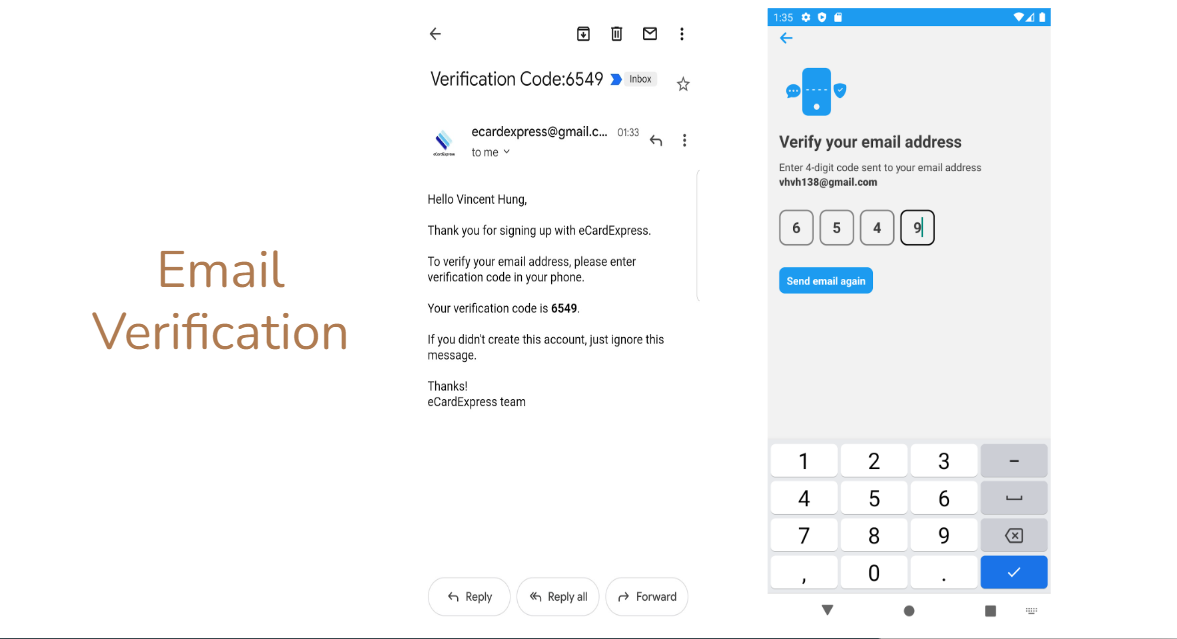 Email
Verification
Verification Code:6549
Inbox
ecardexpress@gmail.c...
01:33
to me
eCardExpress
Hello Vincent Hung,
Thank you for signing up with eCardExpress.
To verify your email address, please enter
verification code in your phone.
Your verification code is 6549.
If you didn't create this account, just ignore this
message.
Thanks!
eCardExpress team
Reply
Reply all
Forward
1:35
Verify your email address
Enter 4-digit code sent to your email address
vhvh138@gmail.com
6 5 4 9
Send email again
1 2 3 –
4 5 6
7 8 9
, 0 .